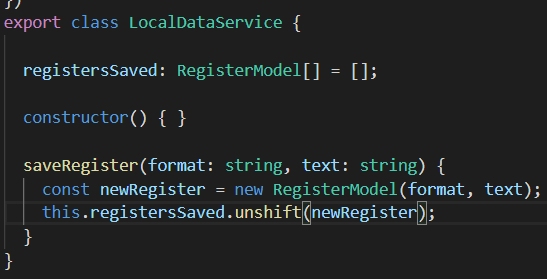 })
export class LocalDataService {
registersSaved: RegisterModel[] = [];
constructor() { }
saveRegister(format: string, text: string) {
const newRegister = new RegisterModel(format, text);
this.registersSaved.unshift(newRegister);
}
}